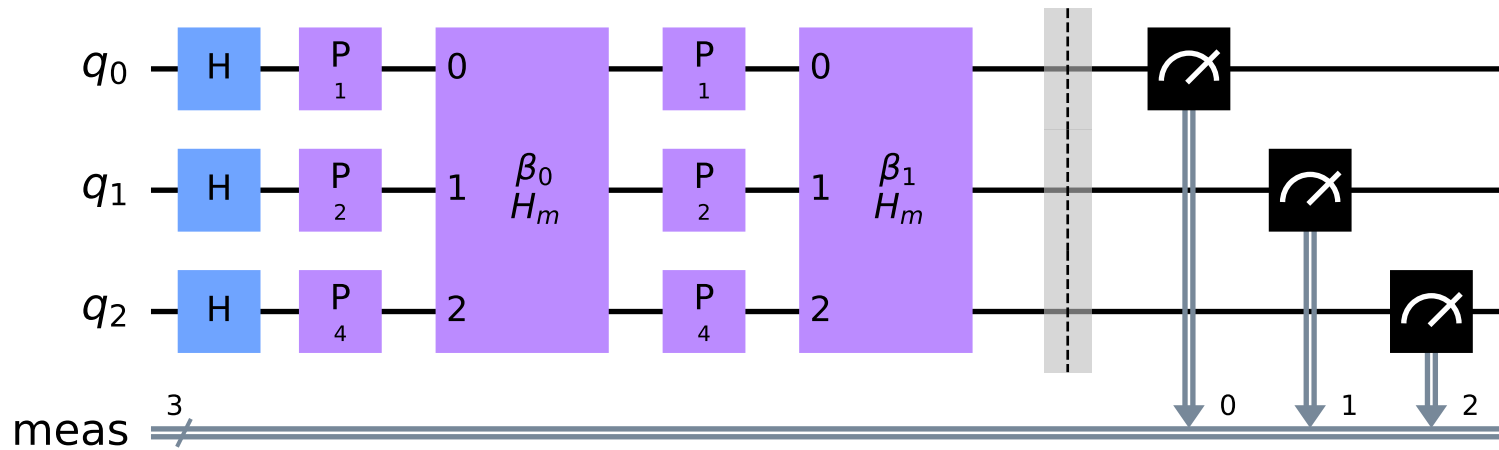 q0 H P 1 0 P 1 0
q1 H P 2 1 β0 Hm P 2 1 β1 Hm
q2 H P 4 2 P 4 2
meas 3 0 1 2